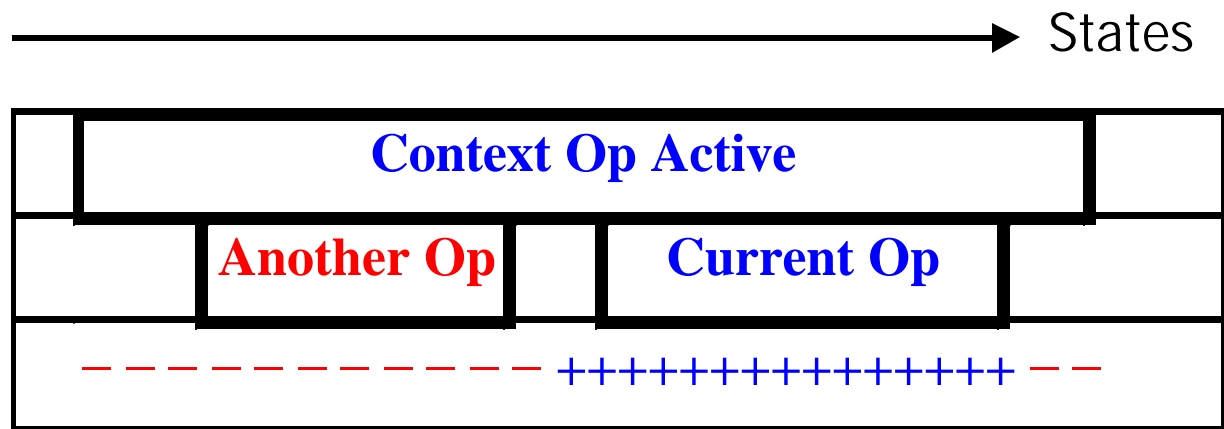 States
Context Op Active
Another Op Current Op
– – – – – – – – – – – +++++++++++++++ – –